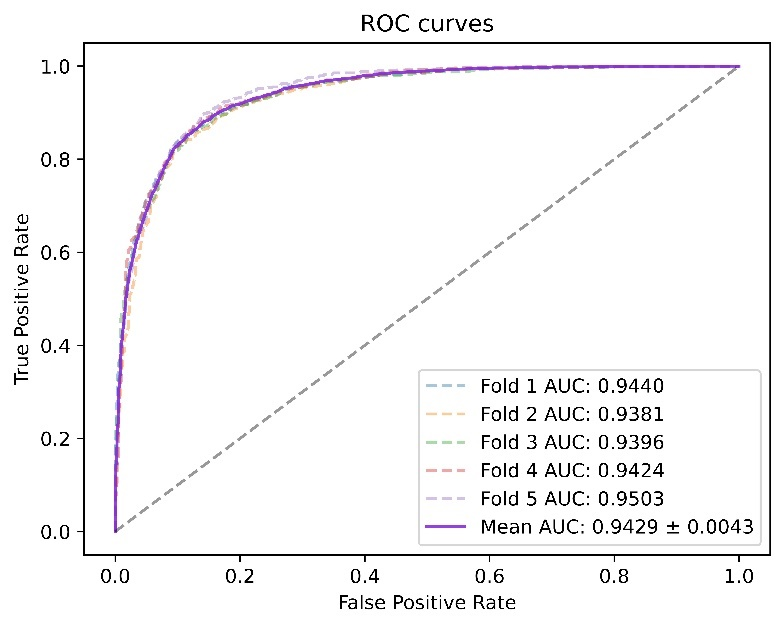 ROC curves
1.0
0.8
0.6
0.4
0.2
0.0
True Positive Rate
Fold 1 AUC: 0.9440
Fold 2 AUC: 0.9381
Fold 3 AUC: 0.9396
Fold 4 AUC: 0.9424
Fold 5 AUC: 0.9503
Mean AUC: 0.9429 ± 0.0043
0.0 0.2 0.4 0.6 0.8 1.0
False Positive Rate